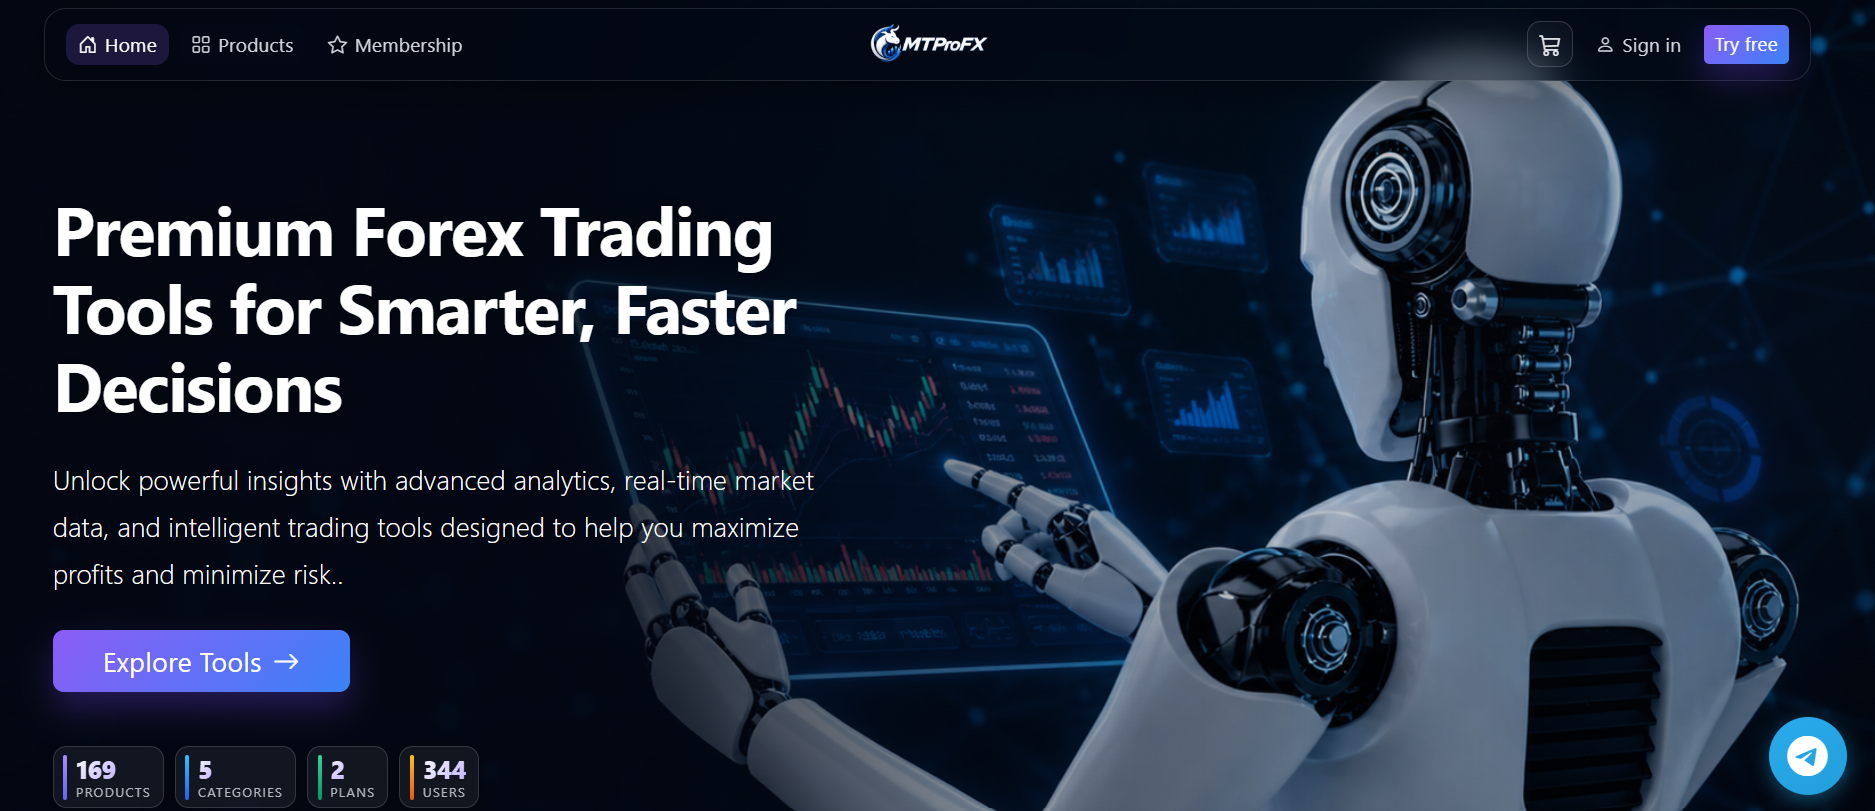 Home
Products
Membership
MTProFX
Sign in
Try free
Premium Forex Trading
Tools for Smarter, Faster
Decisions
Unlock powerful insights with advanced analytics, real-time market
data, and intelligent trading tools designed to help you maximize
profits and minimize risk..
Explore Tools →
169
PRODUCTS
5
CATEGORIES
2
PLANS
344
USERS